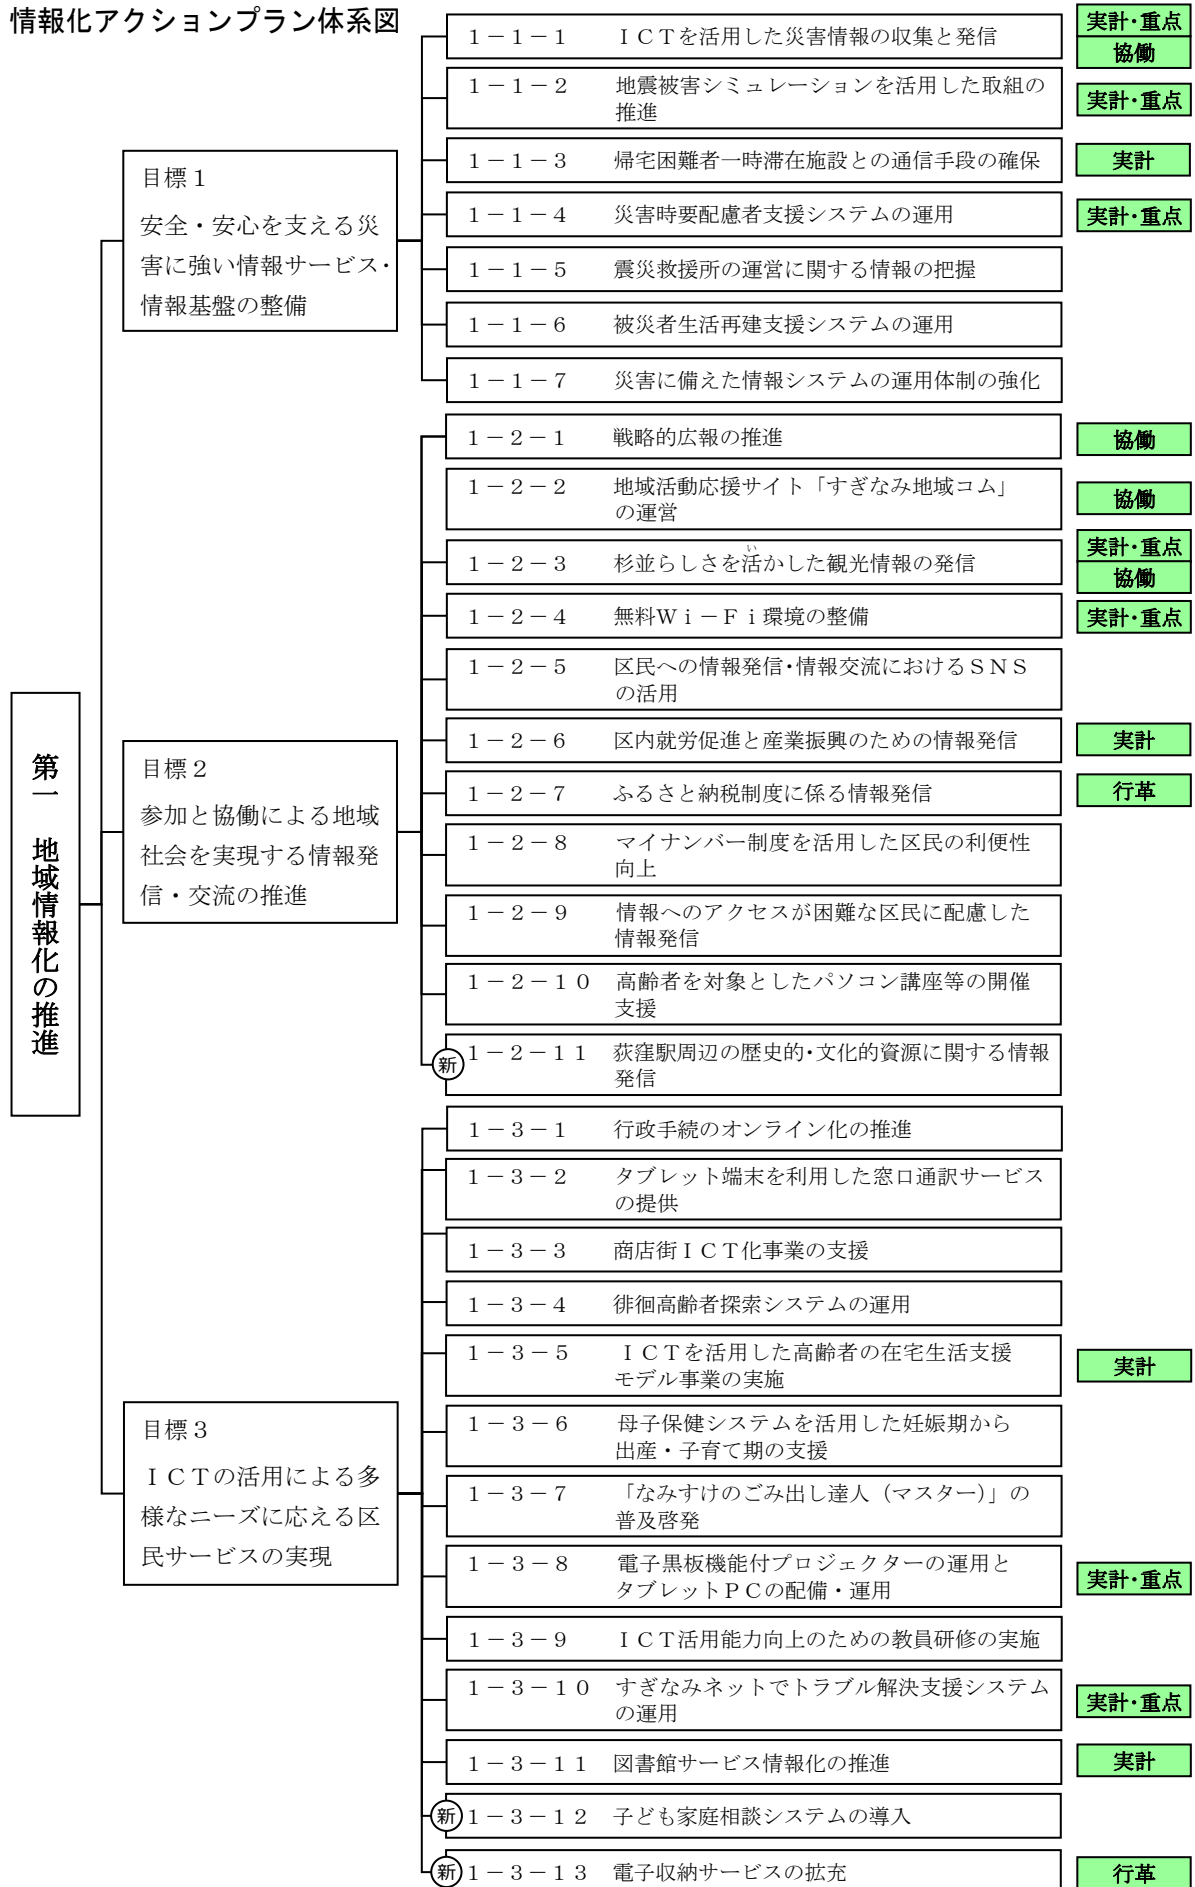 情報化アクションプラン体系図
第一　地域情報化の推進
目標１
安全・安心を支える災
害に強い情報サービス・
情報基盤の整備
１－１－１　ＩＣＴを活用した災害情報の収集と発信
実計・重点
協働
１－１－２　地震被害シミュレーションを活用した取組の
推進
実計・重点
１－１－３　帰宅困難者一時滞在施設との通信手段の確保
実計
１－１－４　災害時要配慮者支援システムの運用
実計・重点
１－１－５　震災救援所の運営に関する情報の把握
１－１－６　被災者生活再建支援システムの運用
１－１－７　災害に備えた情報システムの運用体制の強化
目標２
参加と協働による地域
社会を実現する情報発
信・交流の推進
１－２－１　戦略的広報の推進
協働
１－２－２　地域活動応援サイト「すぎなみ地域コム」
の運営
協働
い
１－２－３　杉並らしさを活かした観光情報の発信
実計・重点
協働
１－２－４　無料Ｗｉ－Ｆｉ環境の整備
実計・重点
１－２－５　区民への情報発信・情報交流におけるＳＮＳ
の活用
１－２－６　区内就労促進と産業振興のための情報発信
実計
１－２－７　ふるさと納税制度に係る情報発信
行革
１－２－８　マイナンバー制度を活用した区民の利便性
向上
１－２－９　情報へのアクセスが困難な区民に配慮した
情報発信
１－２－１０　高齢者を対象としたパソコン講座等の開催
支援
新 １－２－１１　荻窪駅周辺の歴史的・文化的資源に関する情報
発信
目標３
ＩＣＴの活用による多
様なニーズに応える区
民サービスの実現
１－３－１　行政手続のオンライン化の推進
１－３－２　タブレット端末を利用した窓口通訳サービス
の提供
１－３－３　商店街ＩＣＴ化事業の支援
１－３－４　徘徊高齢者探索システムの運用
１－３－５　ＩＣＴを活用した高齢者の在宅生活支援
モデル事業の実施
実計
１－３－６　母子保健システムを活用した妊娠期から
出産・子育て期の支援
１－３－７　「なみすけのごみ出し達人（マスター）」の
普及啓発
１－３－８　電子黒板機能付プロジェクターの運用と
タブレットＰＣの配備・運用
実計・重点
１－３－９　ＩＣＴ活用能力向上のための教員研修の実施
１－３－１０　すぎなみネットでトラブル解決支援システム
の運用
実計・重点
１－３－１１　図書館サービス情報化の推進
実計
新 １－３－１２　子ども家庭相談システムの導入
新 １－３－１３　電子収納サービスの拡充
行革